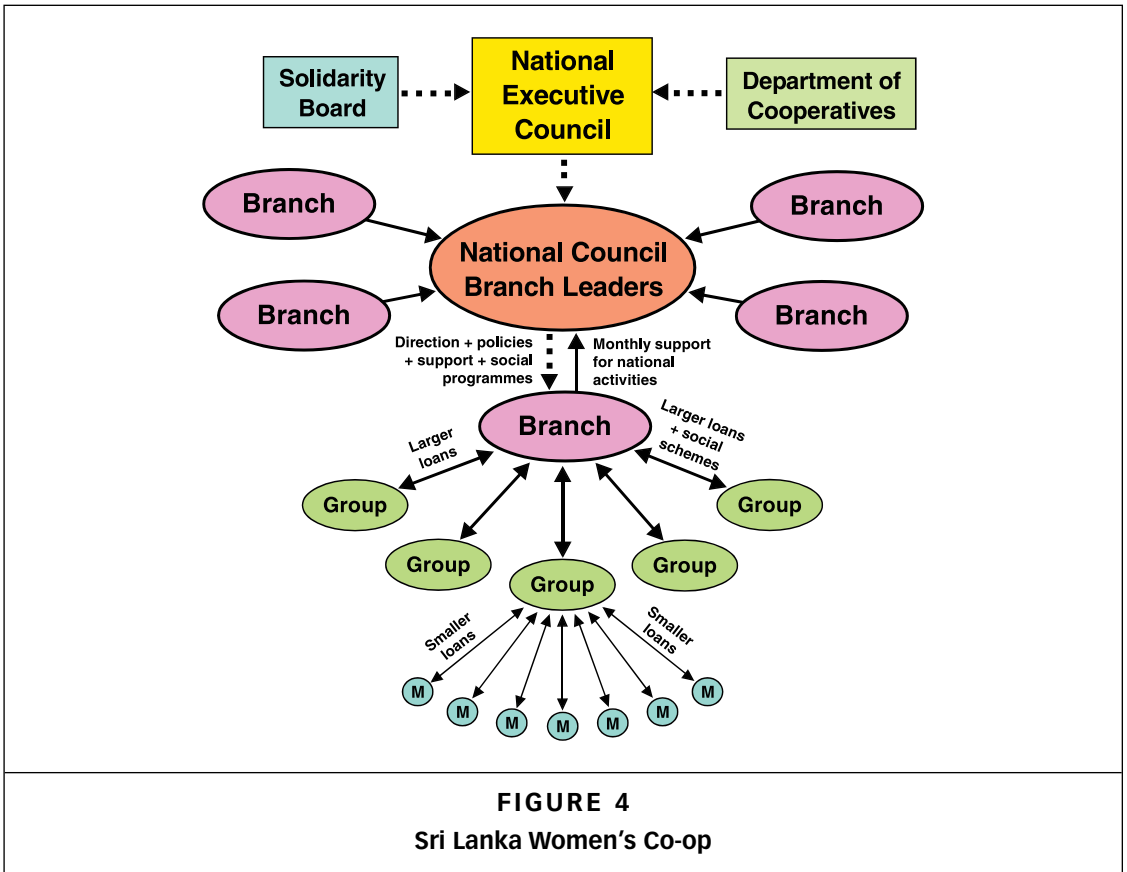 Solidarity
Board
National
Executive
Council
Department of
Cooperatives
Branch
Branch
National Council
Branch Leaders
Branch
Branch
Direction + policies
+ support + social
programmes
Monthly support
for national
activities
Branch
Larger
loans
Larger loans
+ social
schemes
Group
Group
Group
Group
Group
Smaller
loans
Smaller
loans
M
M
M
M
M
M
M
FIGURE 4
Sri Lanka Women's Co-op